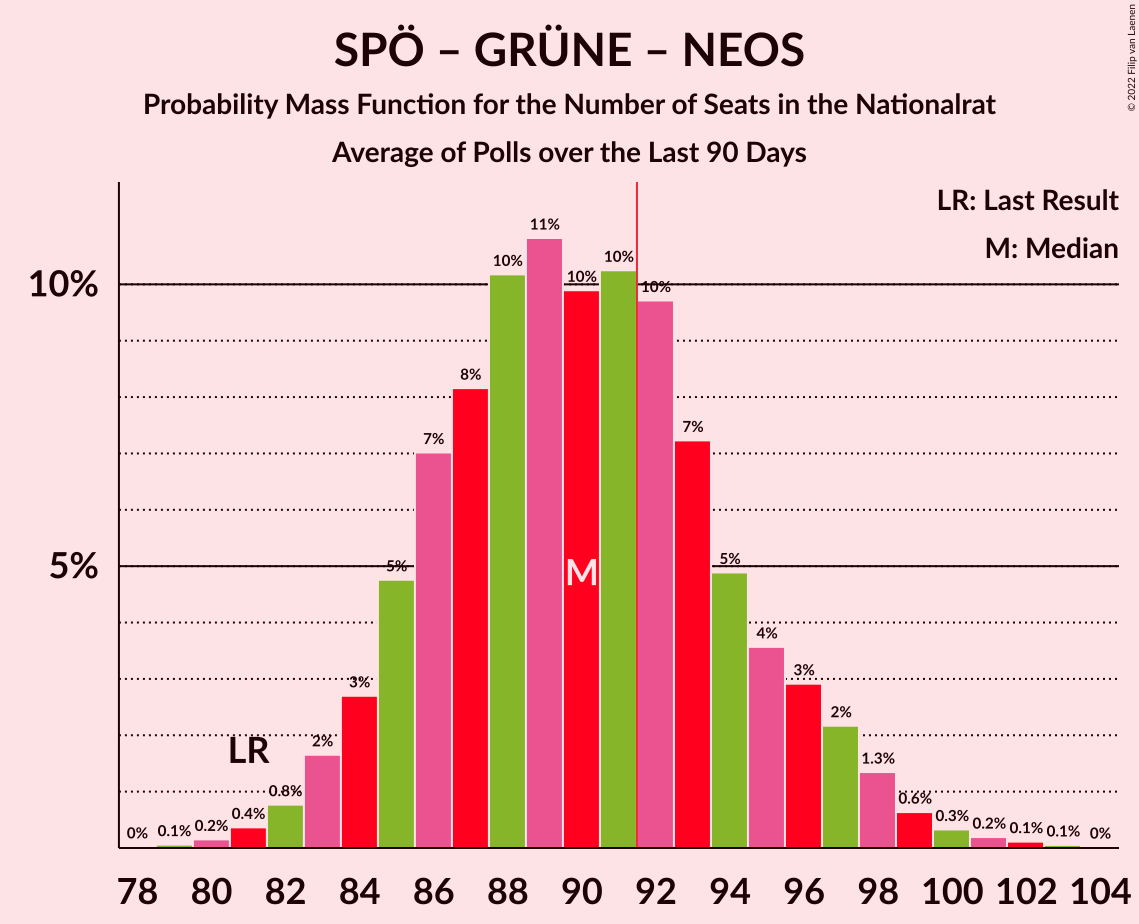 SPÖ – GRÜNE – NEOS
Probability Mass Function for the Number of Seats in the Nationalrat
Average of Polls over the Last 90 Days
© 2022 Filip van Laenen
LR: Last Result
M: Median
10%
5%
0% 0.1% 0.2% 0.4% 0.8% 2% 3% 5% 7% 8% 10% 11% 10% 10% 10% 7% 5% 4% 3% 2% 1.3% 0.6% 0.3% 0.2% 0.1% 0.1% 0%
LR
M
78 80 82 84 86 88 90 92 94 96 98 100 102 104